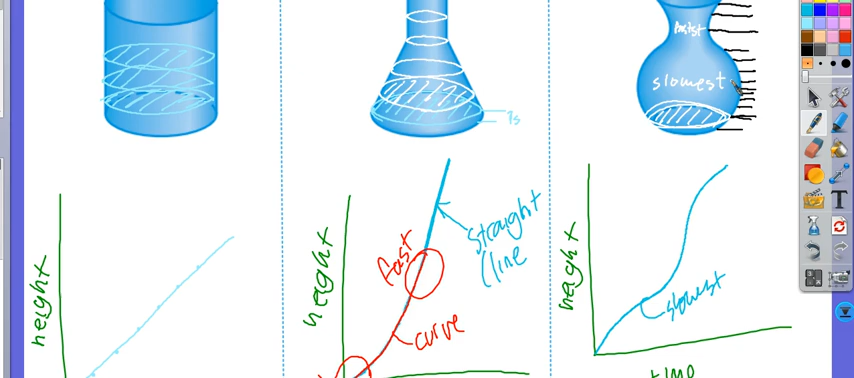 fastest
slowest
1s
height
height
fast
straight
line
curve
height
slowest
time